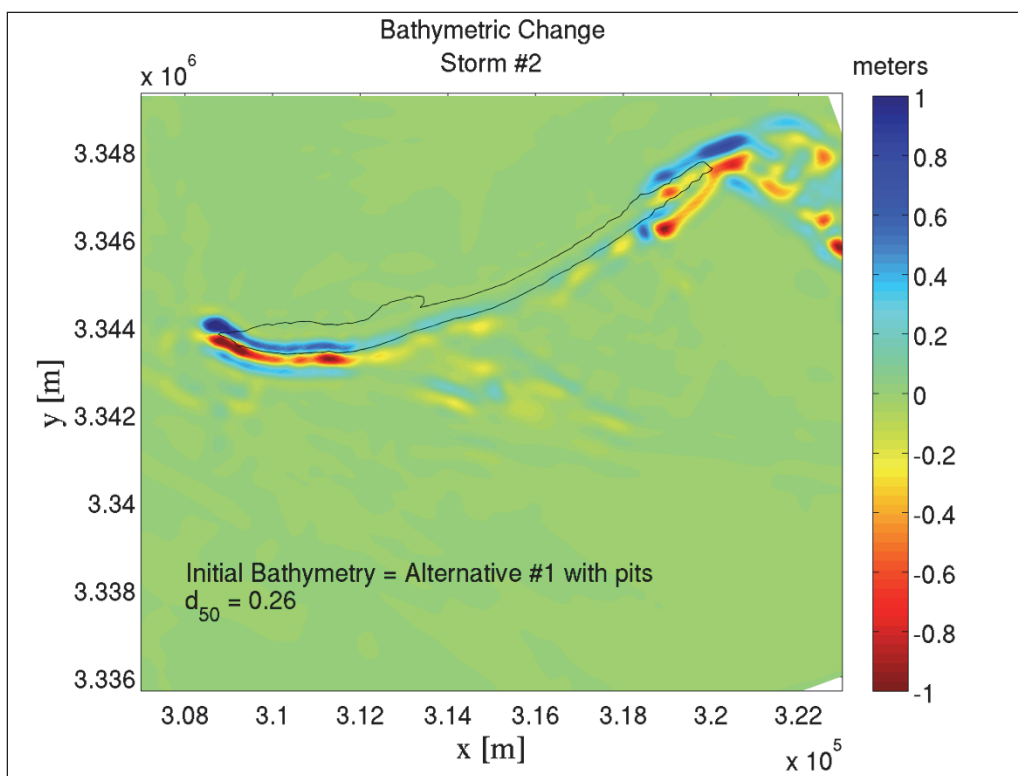 Bathymetric Change
Storm #2
x 10^6
meters
3.348
3.346
3.344
3.342
3.34
3.338
3.336
y [m]
Initial Bathymetry = Alternative #1 with pits
d_50 = 0.26
3.08
3.1
3.12
3.14
3.16
3.18
3.2
3.22
x [m]
x 10^5
1
0.8
0.6
0.4
0.2
0
-0.2
-0.4
-0.6
-0.8
-1